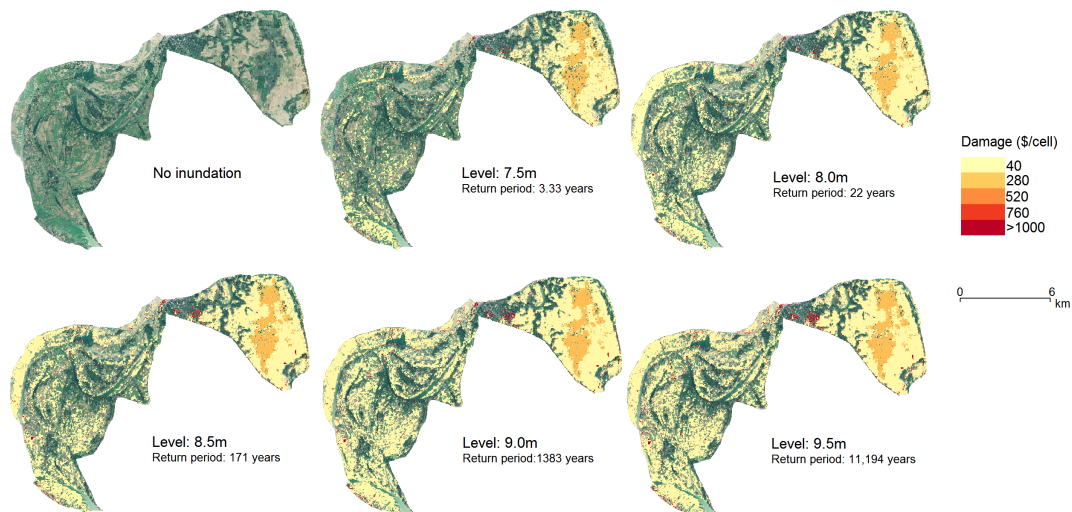 No inundation
Level: 7.5m
Return period: 3.33 years
Level: 8.0m
Return period: 22 years
Damage ($/cell)
40
280
520
760
>1000
0 6
km
Level: 8.5m
Return period: 171 years
Level: 9.0m
Return period:1383 years
Level: 9.5m
Return period: 11,194 years